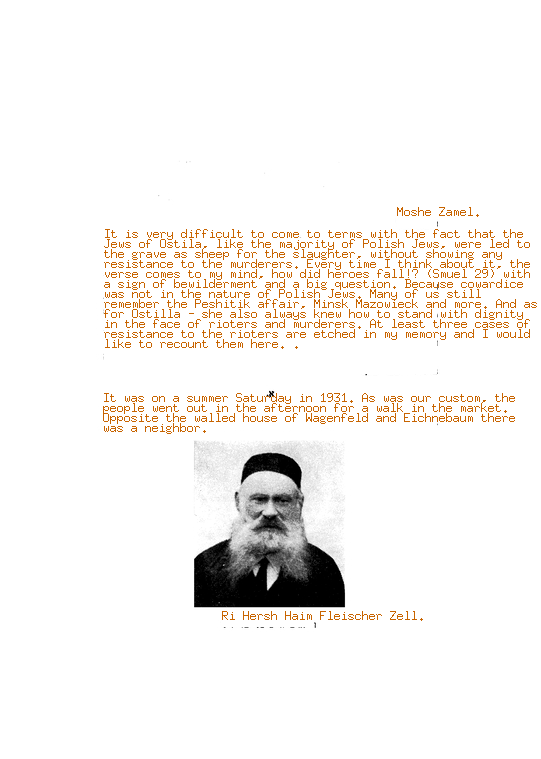 Moshe Zamel.
It is very difficult to come to terms with the fact that the
Jews of Ostila, like the majority of Polish Jews, were led to
the grave as sheep for the slaughter, without showing any
resistance to the murderers. Every time I think about it, the
verse comes to my mind, how did heroes fall!? (Smuel 29) with
a sign of bewilderment and a big question. Because cowardice
was not in the nature of Polish Jews. Many of us still
remember the Peshitik affair, Minsk Mazowieck and more. And as
for Ostilla - she also always knew how to stand with dignity
in the face of rioters and murderers. At least three cases of
resistance to the rioters are etched in my memory and I would
like to recount them here. .
It was on a summer Saturday in 1931. As was our custom, the
people went out in the afternoon for a walk in the market.
Opposite the walled house of Wagenfeld and Eichnebaum there
was a neighbor.
Ri Hersh Haim Fleischer Zell.